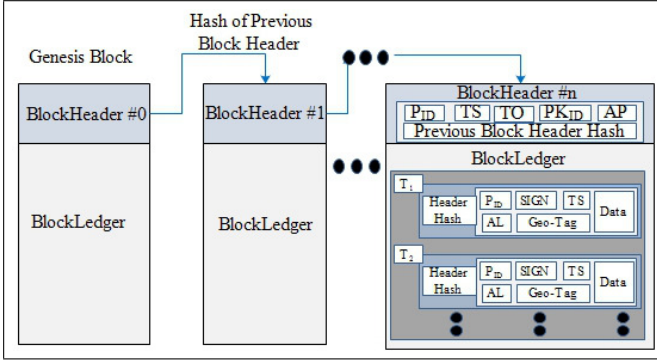 Hash of Previous
Block Header
Genesis Block
BlockHeader #0
BlockHeader #1
BlockHeader #n
PID TS TO PKID AP
Previous Block Header Hash
BlockLedger
BlockLedger
BlockLedger
T1
Header
Hash
PID SIGN TS
AL Geo-Tag
Data
T2
Header
Hash
PID SIGN TS
AL Geo-Tag
Data